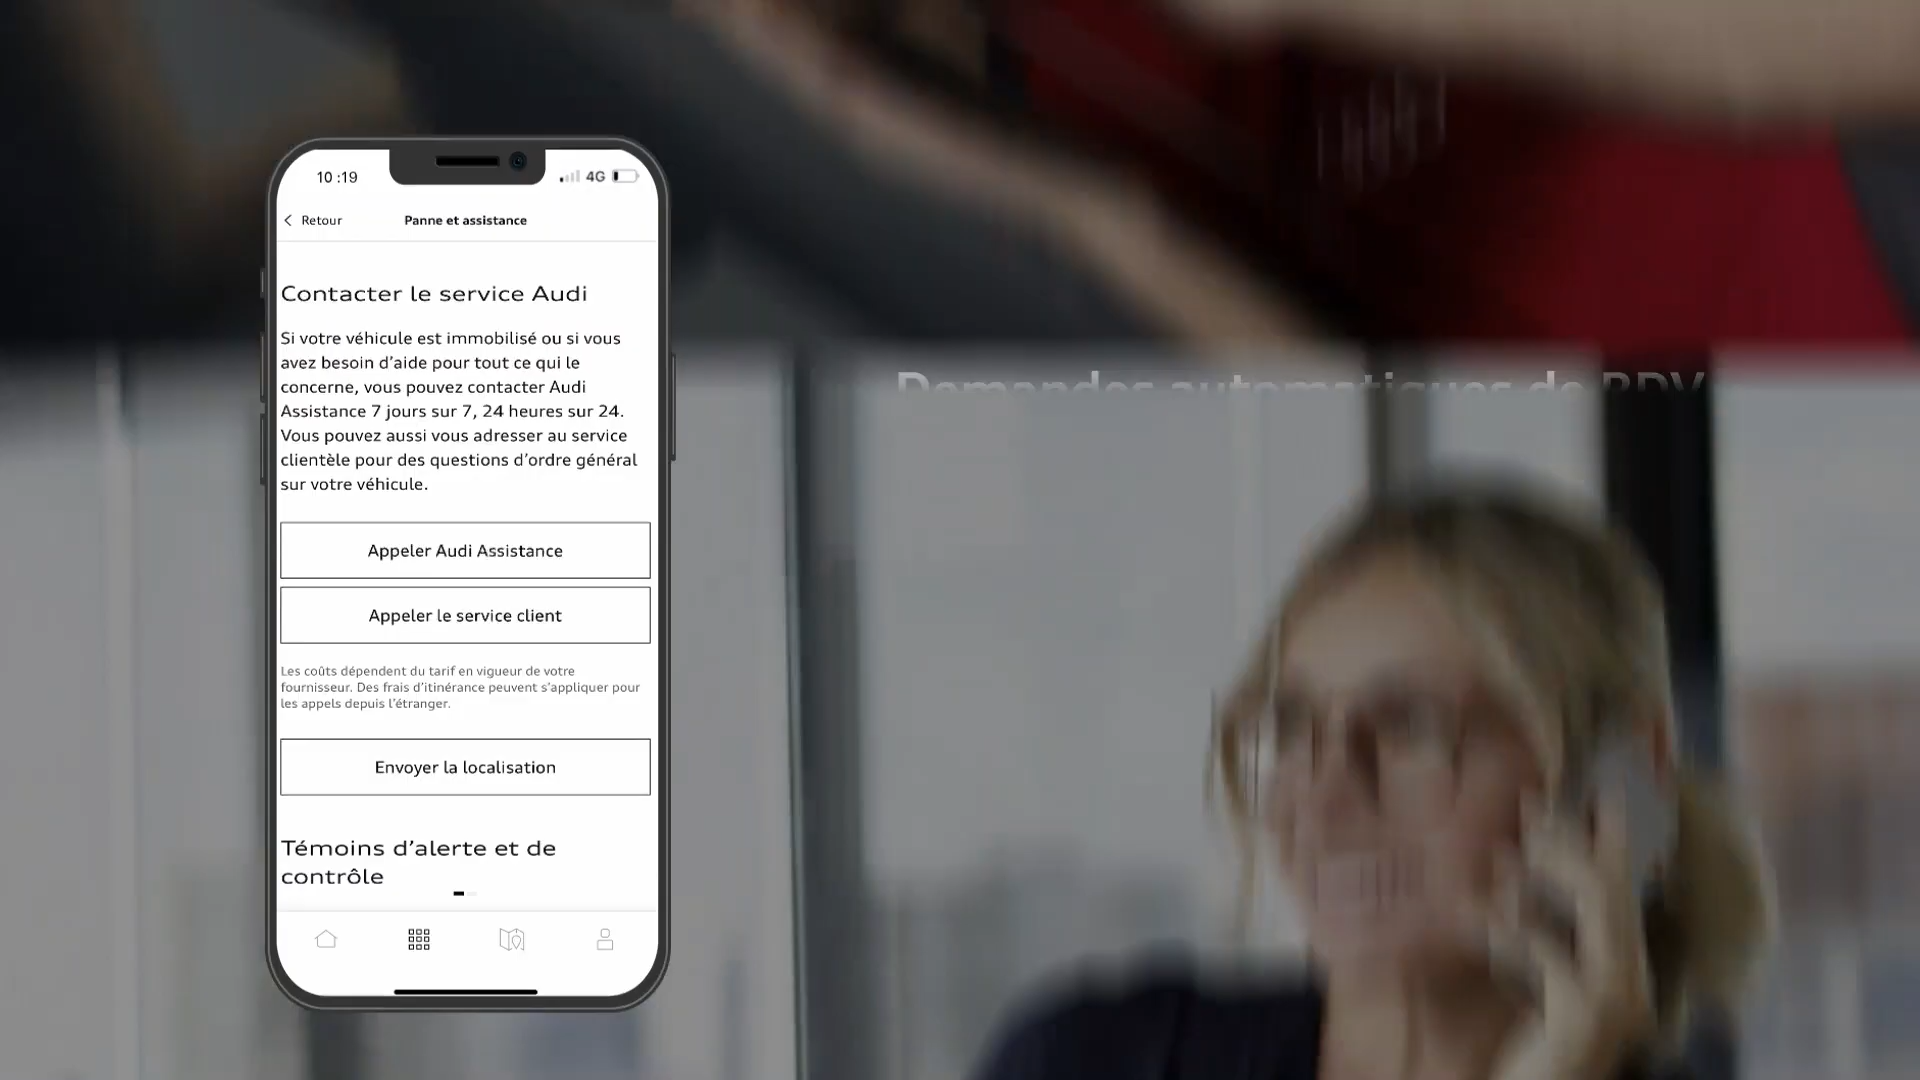 10 :19
4G
Retour
Panne et assistance
Contacter le service Audi
Si votre véhicule est immobilisé ou si vous
avez besoin d’aide pour tout ce qui le
concerne, vous pouvez contacter Audi
Assistance 7 jours sur 7, 24 heures sur 24.
Vous pouvez aussi vous adresser au service
clientèle pour des questions d’ordre général
sur votre véhicule.
Appeler Audi Assistance
Appeler le service client
Les coûts dépendent du tarif en vigueur de votre
fournisseur. Des frais d’itinérance peuvent s’appliquer pour
les appels depuis l’étranger.
Envoyer la localisation
Témoins d’alerte et de
contrôle
Demandes automatiques de RDV